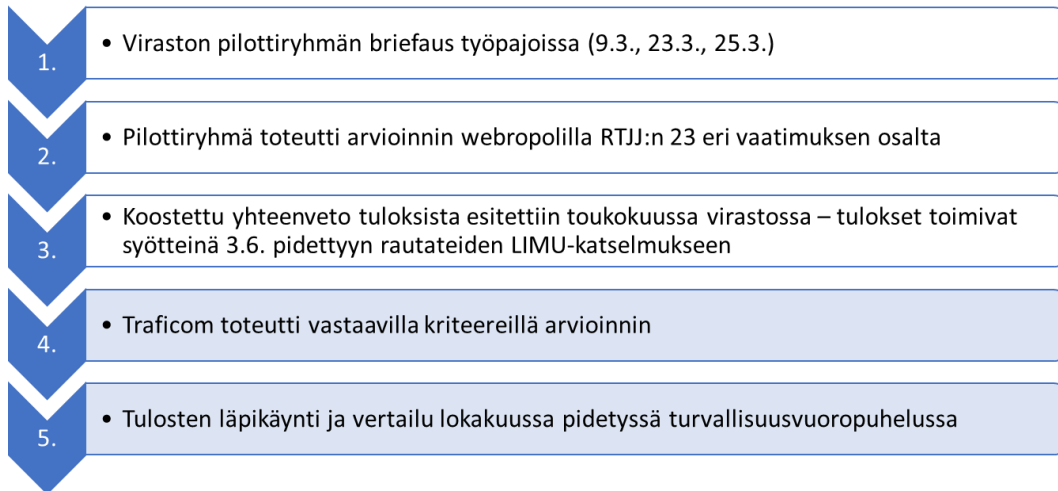 1.
• Viraston pilottiryhmän briefaus työpajoissa (9.3., 23.3., 25.3.)
2.
• Pilottiryhmä toteutti arvioinnin webropolilla RTJJ:n 23 eri vaatimuksen osalta
3.
• Koostettu yhteenveto tuloksista esitettiin toukokuussa virastossa – tulokset toimivat
syötteinä 3.6. pidettyyn rautateiden LIMU-katselmukseen
4.
• Traficom toteutti vastaavilla kriteereillä arvioinnin
5.
• Tulosten läpikäynti ja vertailu lokakuussa pidetyssä turvallisuusvuoropuhelussa